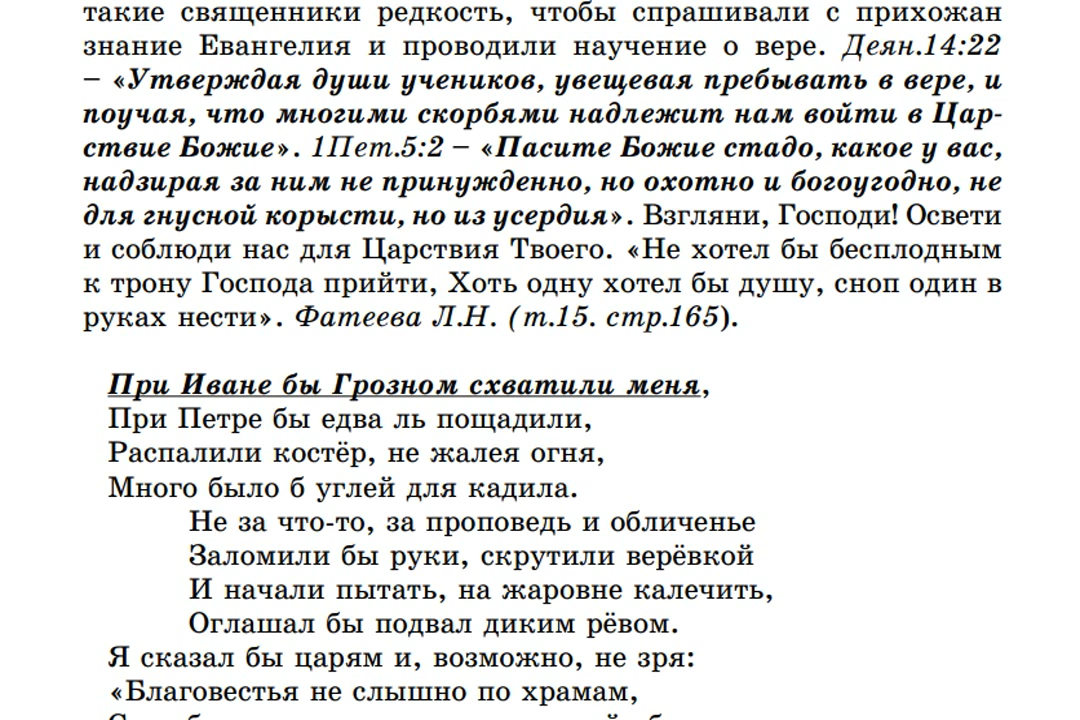 такие священники редкость, чтобы спрашивали с прихожан
знание Евангелия и проводили научение о вере. Деян.14:22
– «Утверждая души учеников, увещевая пребывать в вере, и
поучая, что многими скорбями надлежит нам войти в Цар-
ствие Божие». 1Пет.5:2 – «Пасите Божие стадо, какое у вас,
надзирая за ним не принужденно, но охотно и богоугодно, не
для гнусной корысти, но из усердия». Взгляни, Господи! Освети
и соблюди нас для Царствия Твоего. «Не хотел бы бесплодным
к трону Господа прийти, Хоть одну хотел бы душу, сноп один в
руках нести». Фатеева Л.Н. (т.15. стр.165).
При Иване бы Грозном схватили меня,
При Петре бы едва ль пощадили,
Распалили костёр, не жалея огня,
Много было б углей для кадила.
Не за что-то, за проповедь и обличенье
Заломили бы руки, скрутили верёвкой
И начали пытать, на жаровне калечить,
Оглашал бы подвал диким рёвом.
Я сказал бы царям и, возможно, не зря:
«Благовестья не слышно по храмам,